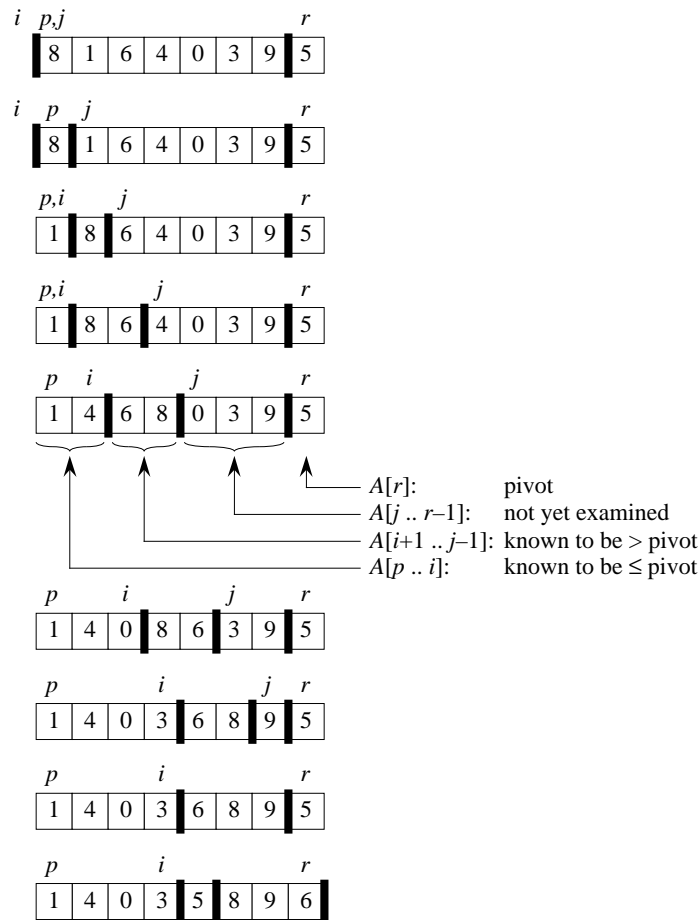 i p,j r
8 1 6 4 0 3 9 5
i p j r
8 1 6 4 0 3 9 5
p,i j r
1 8 6 4 0 3 9 5
p,i j r
1 8 6 4 0 3 9 5
p i j r
1 4 6 8 0 3 9 5
A[r]: pivot
A[j .. r–1]: not yet examined
A[i+1 .. j–1]: known to be > pivot
A[p .. i]: known to be ≤ pivot
p i j r
1 4 0 8 6 3 9 5
p i j r
1 4 0 3 6 8 9 5
p i r
1 4 0 3 6 8 9 5
p i r
1 4 0 3 5 8 9 6